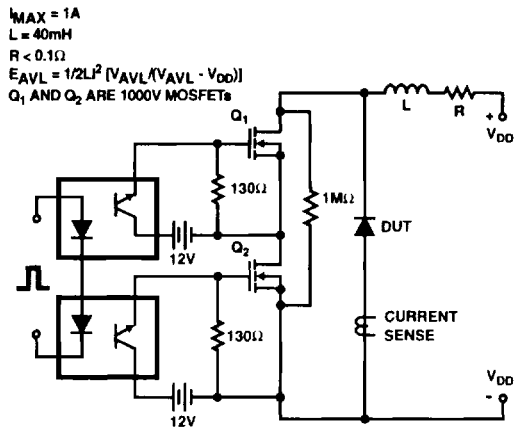 IMAX = 1A
L = 40mH
R < 0.1Ω
EAVL = 1/2LI² [VAVL/(VAVL - VDD)]
Q1 AND Q2 ARE 1000V MOSFETs
Q1
L
R
+
VDD
130Ω
1MΩ
12V
DUT
Q2
130Ω
CURRENT
SENSE
VDD
-
12V